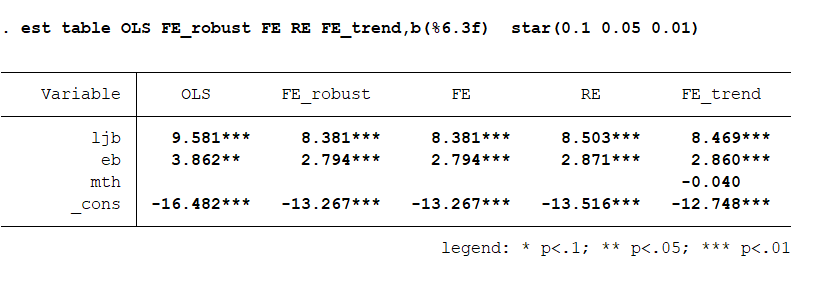 . est table OLS FE_robust FE RE FE_trend,b(%6.3f)  star(0.1 0.05 0.01)
Variable OLS FE_robust FE RE FE_trend
ljb 9.581*** 8.381*** 8.381*** 8.503*** 8.469***
eb 3.862** 2.794*** 2.794*** 2.871*** 2.860***
mth -0.040
_cons -16.482*** -13.267*** -13.267*** -13.516*** -12.748***
legend: * p<.1; ** p<.05; *** p<.01